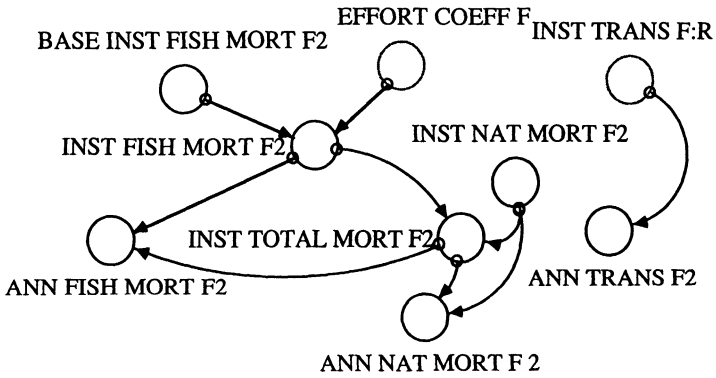 EFFORT COEFF F
INST TRANS F:R
BASE INST FISH MORT F2
INST FISH MORT F2
INST NAT MORT F2
INST TOTAL MORT F2
ANN FISH MORT F2
ANN TRANS F2
ANN NAT MORT F 2